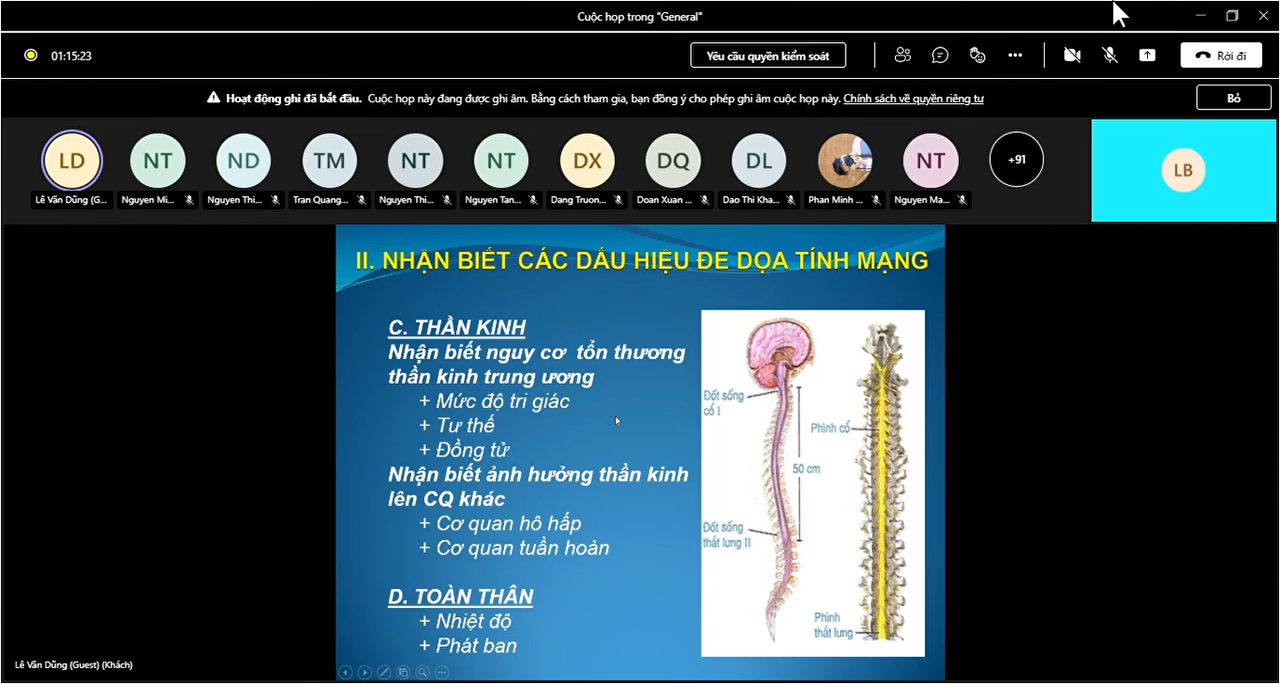 Cuộc họp trong "General"
01:15:23
Yêu cầu quyền kiểm soát
Rời đi
Hoạt động ghi đã bắt đầu. Cuộc họp này đang được ghi âm. Bằng cách tham gia, bạn đồng ý cho phép ghi âm cuộc họp này. Chính sách về quyền riêng tư
Bỏ
LD NT ND TM NT NT DX DQ DL NT +91 LB
Lê Văn Dũng (G... Nguyen Mi... Nguyen Thi... Tran Quang... Nguyen Thi... Nguyen Tan... Dang Truon... Doan Xuan ... Dao Thi Kha... Phan Minh ... Nguyen Ma...
II. NHẬN BIẾT CÁC DẤU HIỆU ĐE DỌA TÍNH MẠNG
C. THẦN KINH
Nhận biết nguy cơ tổn thương
thần kinh trung ương
+ Mức độ tri giác
+ Tư thế
+ Đồng tử
Nhận biết ảnh hưởng thần kinh
lên CQ khác
+ Cơ quan hô hấp
+ Cơ quan tuần hoàn
D. TOÀN THÂN
+ Nhiệt độ
+ Phát ban
Đốt sống
cổ I
Phình cổ
50 cm
Đốt sống
thắt lưng II
Phình
thắt lưng
Lê Văn Dũng (Guest) (Khách)